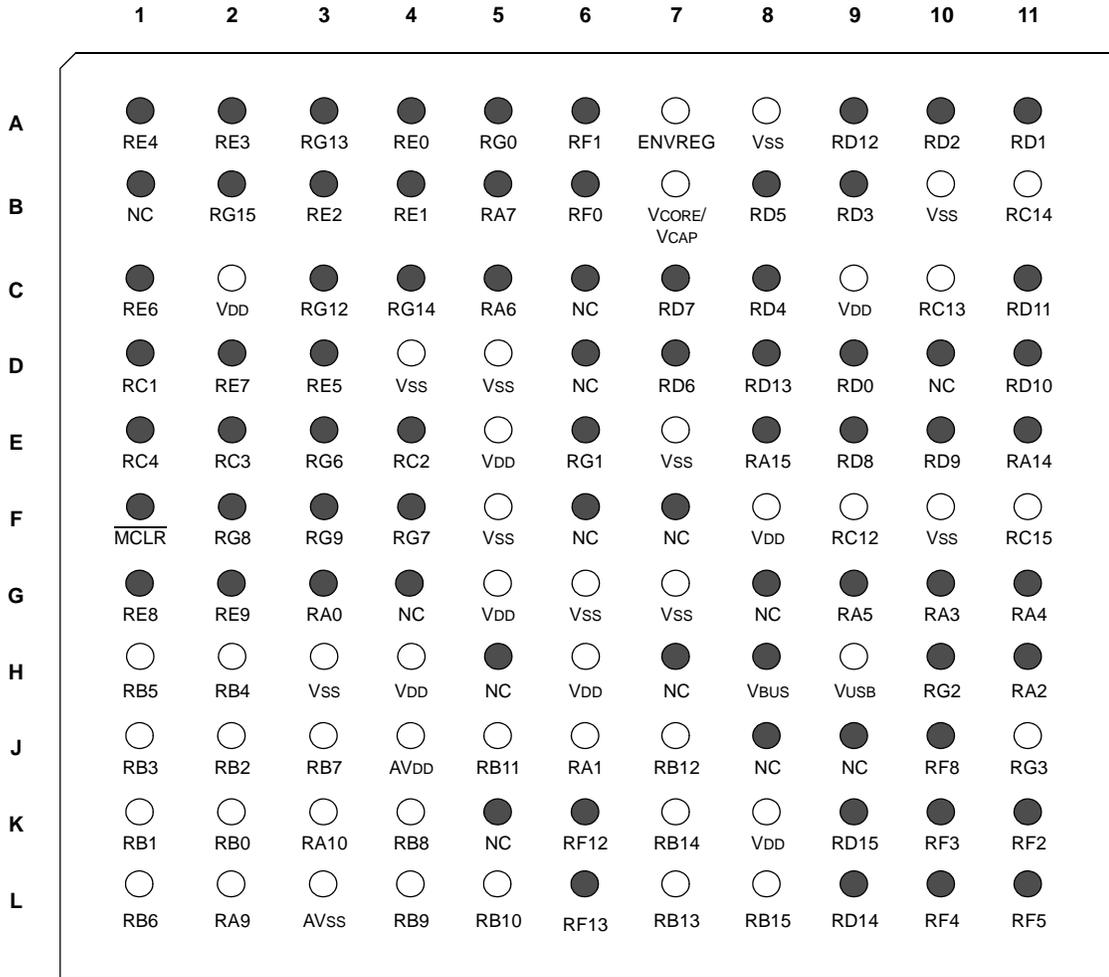 1 2 3 4 5 6 7 8 9 10 11
A
RE4 RE3 RG13 RE0 RG0 RF1 ENVREG VSS RD12 RD2 RD1
B
NC RG15 RE2 RE1 RA7 RF0 VCORE/ RD5 RD3 VSS RC14
VCAP
C
RE6 VDD RG12 RG14 RA6 NC RD7 RD4 VDD RC13 RD11
D
RC1 RE7 RE5 VSS VSS NC RD6 RD13 RD0 NC RD10
E
RC4 RC3 RG6 RC2 VDD RG1 VSS RA15 RD8 RD9 RA14
F
MCLR RG8 RG9 RG7 VSS NC NC VDD RC12 VSS RC15
G
RE8 RE9 RA0 NC VDD VSS VSS NC RA5 RA3 RA4
H
RB5 RB4 VSS VDD NC VDD NC VBUS VUSB RG2 RA2
J
RB3 RB2 RB7 AVDD RB11 RA1 RB12 NC NC RF8 RG3
K
RB1 RB0 RA10 RB8 NC RF12 RB14 VDD RD15 RF3 RF2
L
RB6 RA9 AVSS RB9 RB10 RF13 RB13 RB15 RD14 RF4 RF5